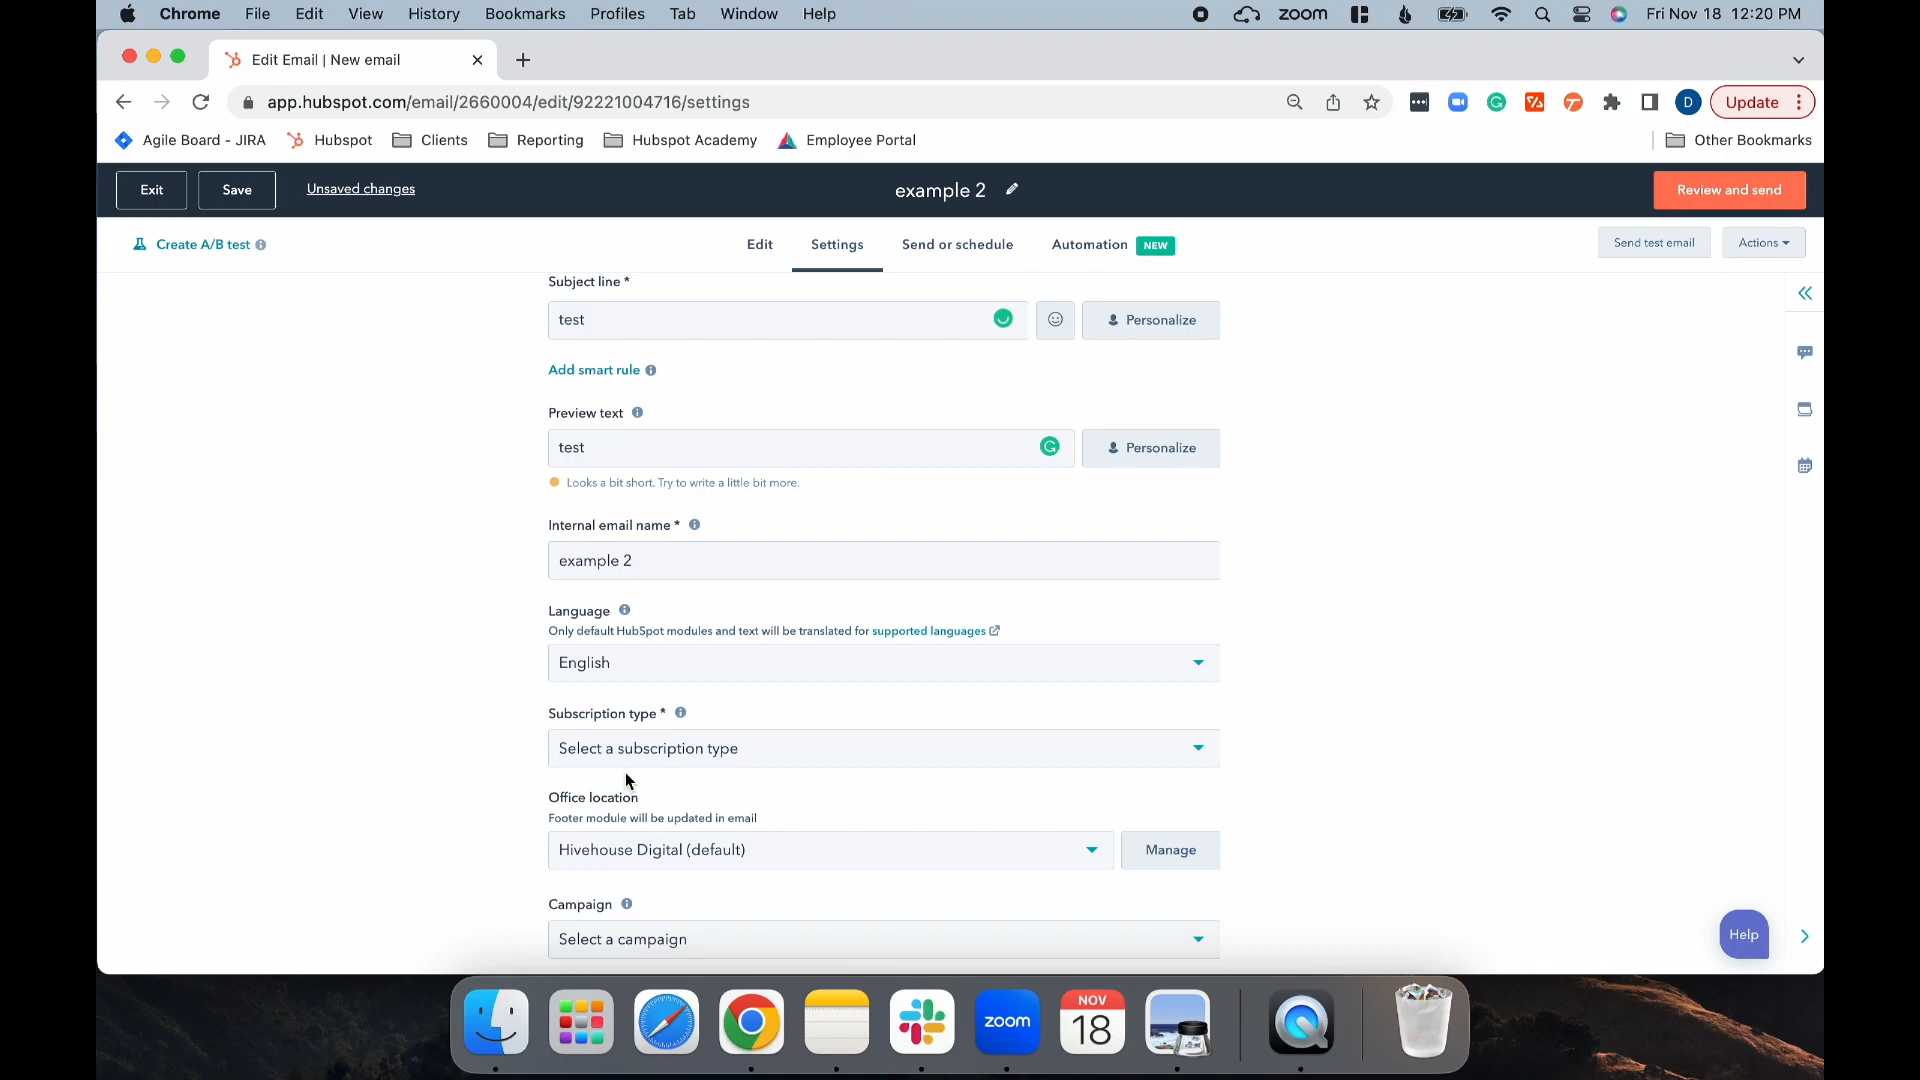 Chrome File Edit View History Bookmarks Profiles Tab Window Help zoom Fri Nov 18 12:20 PM
Edit Email | New email
app.hubspot.com/email/2660004/edit/92221004716/settings D Update
Agile Board - JIRA Hubspot Clients Reporting Hubspot Academy Employee Portal Other Bookmarks
Exit Save Unsaved changes example 2 Review and send
Create A/B test Edit Settings Send or schedule Automation NEW Send test email Actions
Subject line *
test Personalize
Add smart rule
Preview text
test Personalize
Looks a bit short. Try to write a little bit more.
Internal email name *
example 2
Language
Only default HubSpot modules and text will be translated for supported languages
English
Subscription type *
Select a subscription type
Office location
Footer module will be updated in email
Hivehouse Digital (default) Manage
Campaign
Select a campaign
Help
zoom NOV 18